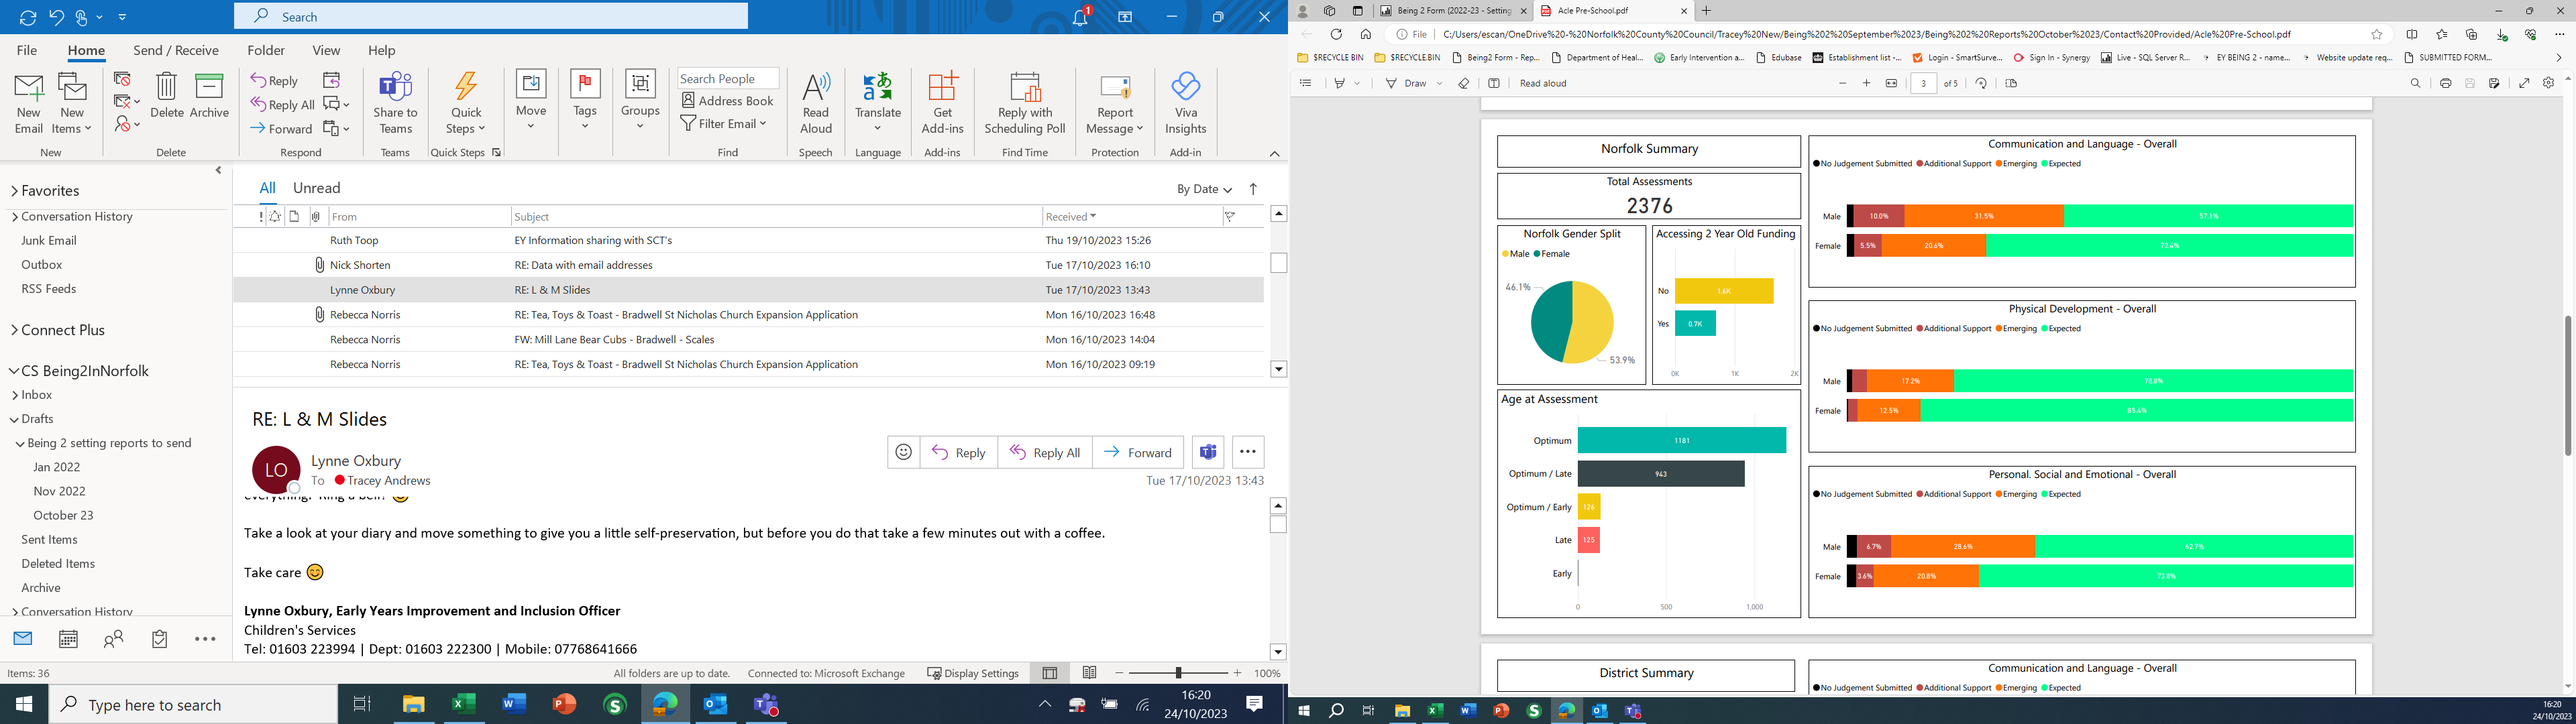 Search
1
File Home Send / Receive Folder View Help
New Email
New Items
Delete
Archive
Reply
Reply All
Forward
Share to Teams
Quick Steps
Move
Tags
Groups
Search People
Address Book
Filter Email
Read Aloud
Translate
Get Add-ins
Reply with Scheduling Poll
Report Message
Viva Insights
New Delete Respond Teams Quick Steps Find Speech Language Add-ins Find Time Protection Add-in
Favorites
Conversation History
Junk Email
Outbox
RSS Feeds
Connect Plus
CS Being2InNorfolk
Inbox
Drafts
Being 2 setting reports to send
Jan 2022
Nov 2022
October 23
Sent Items
Deleted Items
Archive
Conversation History
All Unread By Date
From Subject Received
Ruth Toop EY Information sharing with SCT's Thu 19/10/2023 15:26
Nick Shorten RE: Data with email addresses Tue 17/10/2023 16:10
Lynne Oxbury RE: L & M Slides Tue 17/10/2023 13:43
Rebecca Norris RE: Tea, Toys & Toast - Bradwell St Nicholas Church Expansion Application Mon 16/10/2023 16:48
Rebecca Norris FW: Mill Lane Bear Cubs - Bradwell - Scales Mon 16/10/2023 14:04
Rebecca Norris RE: Tea, Toys & Toast - Bradwell St Nicholas Church Expansion Application Mon 16/10/2023 09:19
RE: L & M Slides
LO
Lynne Oxbury
To Tracey Andrews
Reply Reply All Forward
Tue 17/10/2023 13:43
everything! Ring a bell? 😊
Take a look at your diary and move something to give you a little self-preservation, but before you do that take a few minutes out with a coffee.
Take care 😊
Lynne Oxbury, Early Years Improvement and Inclusion Officer
Children's Services
Tel: 01603 223994 | Dept: 01603 222300 | Mobile: 07768641666
Items: 36 All folders are up to date. Connected to: Microsoft Exchange Display Settings 100%
Type here to search
16:20
24/10/2023
Being 2 Form (2022-23 - Setting
Acle Pre-School.pdf
File C:/Users/escan/OneDrive%20-%20Norfolk%20County%20Council/Tracey%20New/Being%202%20September%2023/Being%202%20Reports%20October%2023/Contact%20Provided/Acle%20Pre-School.pdf
$RECYCLE BIN $RECYCLE.BIN Being2 Form - Rep... Department of Heal... Early Intervention a... Edubase Establishment list -... Login - SmartSurve... Sign In - Synergy Live - SQL Server R... EY BEING 2 - name... Website update req... SUBMITTED FORM...
Draw Read aloud 3 of 5
Norfolk Summary
Total Assessments
2376
Norfolk Gender Split
Male Female
46.1%
53.9%
Accessing 2 Year Old Funding
No 1.6K
Yes 0.7K
0K 1K 2K
Age at Assessment
Optimum 1181
Optimum / Late 943
Optimum / Early 126
Late 125
Early
0 500 1,000
Communication and Language - Overall
No Judgement Submitted Additional Support Emerging Expected
Male 10.0% 31.5% 57.1%
Female 5.5% 20.6% 72.4%
Physical Development - Overall
No Judgement Submitted Additional Support Emerging Expected
Male 17.2% 78.8%
Female 12.5% 85.4%
Personal. Social and Emotional - Overall
No Judgement Submitted Additional Support Emerging Expected
Male 6.7% 28.6% 62.7%
Female 3.6% 20.8% 73.8%
District Summary
Communication and Language - Overall
No Judgement Submitted Additional Support Emerging Expected
16:20
24/10/2023